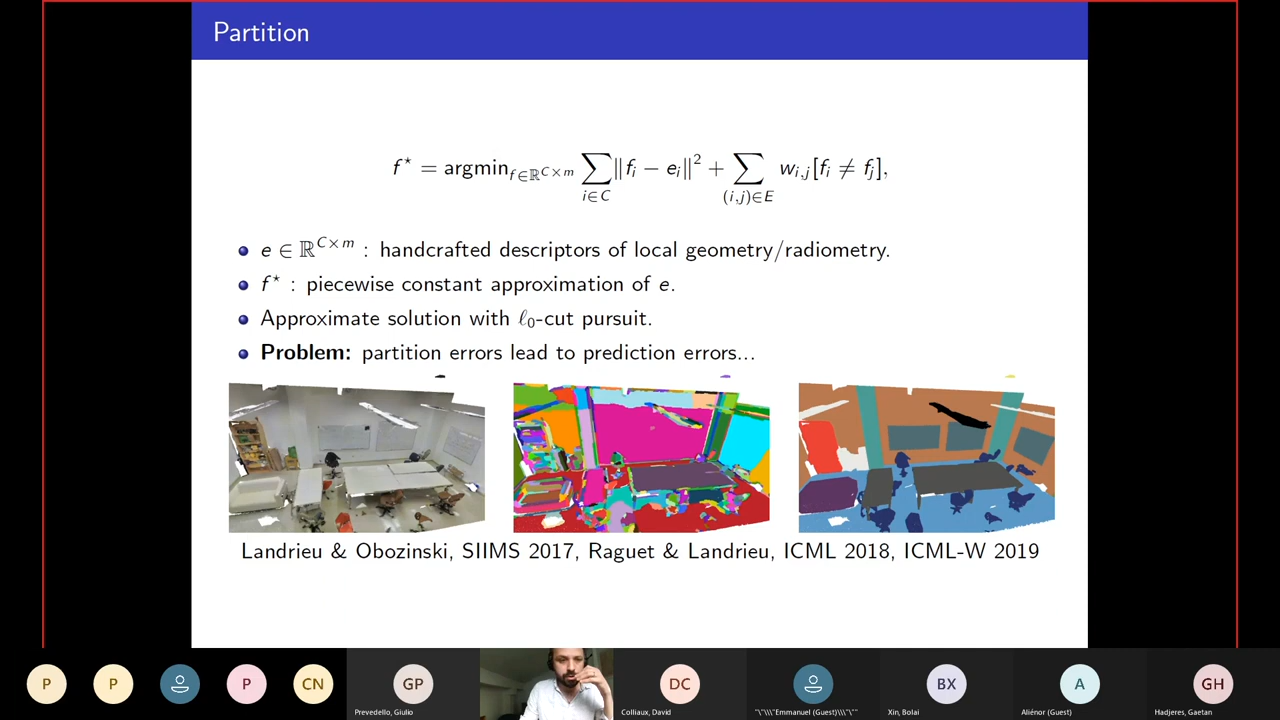 Partition
f⋆ = argmin_{f∈ℝ^{C×m}} ∑_{i∈C} ‖f_i − e_i‖² + ∑_{(i,j)∈E} w_{i,j}[f_i ≠ f_j],
e ∈ ℝ^{C×m} : handcrafted descriptors of local geometry/radiometry.
f⋆ : piecewise constant approximation of e.
Approximate solution with ℓ₀-cut pursuit.
Problem: partition errors lead to prediction errors...
Landrieu & Obozinski, SIIMS 2017, Raguet & Landrieu, ICML 2018, ICML-W 2019
P P P CN GP DC BX A GH
Prevedello, Giulio Colliaux, David "\"\\\"Emmanuel (Guest)\\\"\"" Xin, Bolai Aliénor (Guest) Hadjeres, Gaetan